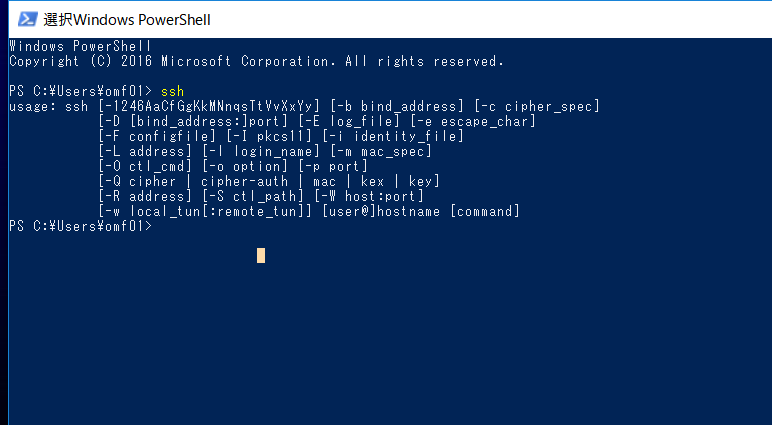 選択Windows PowerShell
Windows PowerShell
Copyright (C) 2016 Microsoft Corporation. All rights reserved.
PS C:¥Users¥omf01> ssh
usage: ssh [-1246AaCfGgKkMNnqsTtVvXxYy] [-b bind_address] [-c cipher_spec]
[-D [bind_address:]port] [-E log_file] [-e escape_char]
[-F configfile] [-I pkcs11] [-i identity_file]
[-L address] [-l login_name] [-m mac_spec]
[-O ctl_cmd] [-o option] [-p port]
[-Q cipher | cipher-auth | mac | kex | key]
[-R address] [-S ctl_path] [-W host:port]
[-w local_tun[:remote_tun]] [user@]hostname [command]
PS C:¥Users¥omf01>